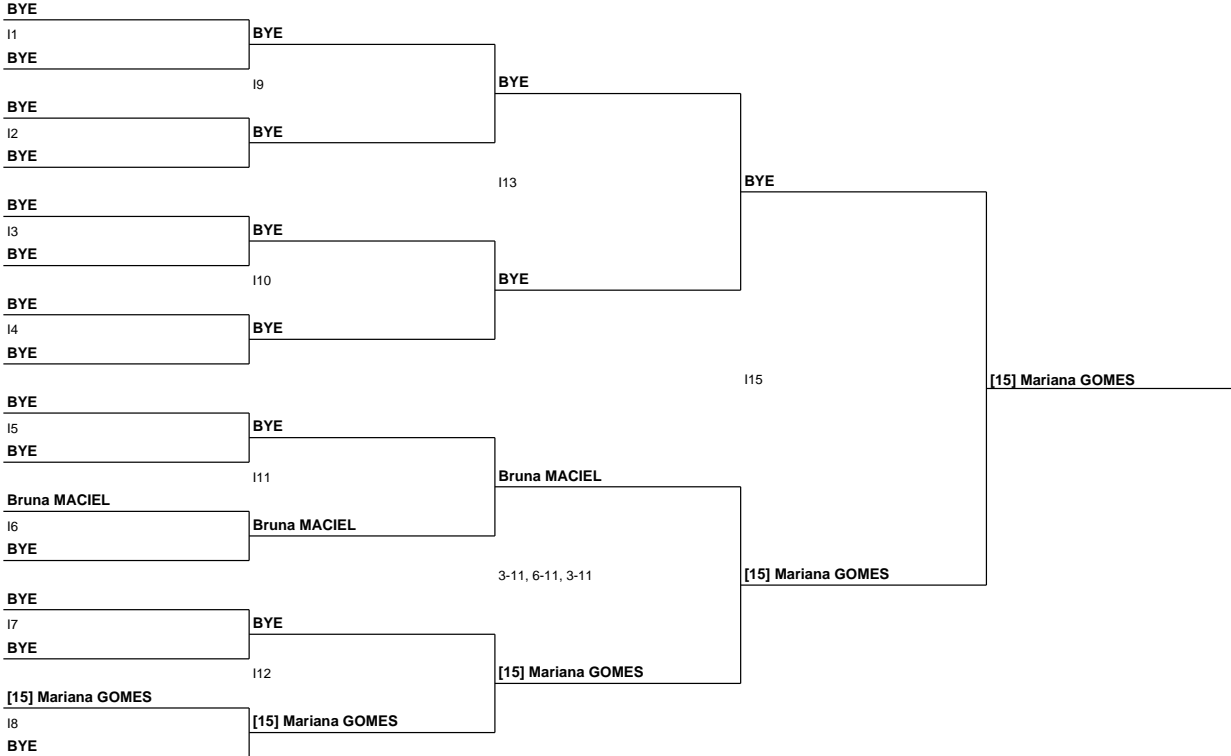 BYE
I1
BYE
BYE
I9
BYE
BYE
I2
BYE
BYE
I13
BYE
BYE
I3
BYE
BYE
I10
BYE
BYE
I4
BYE
BYE
I15
[15] Mariana GOMES
BYE
I5
BYE
BYE
I11
Bruna MACIEL
Bruna MACIEL
I6
Bruna MACIEL
BYE
3-11, 6-11, 3-11
[15] Mariana GOMES
BYE
I7
BYE
BYE
I12
[15] Mariana GOMES
[15] Mariana GOMES
I8
[15] Mariana GOMES
BYE